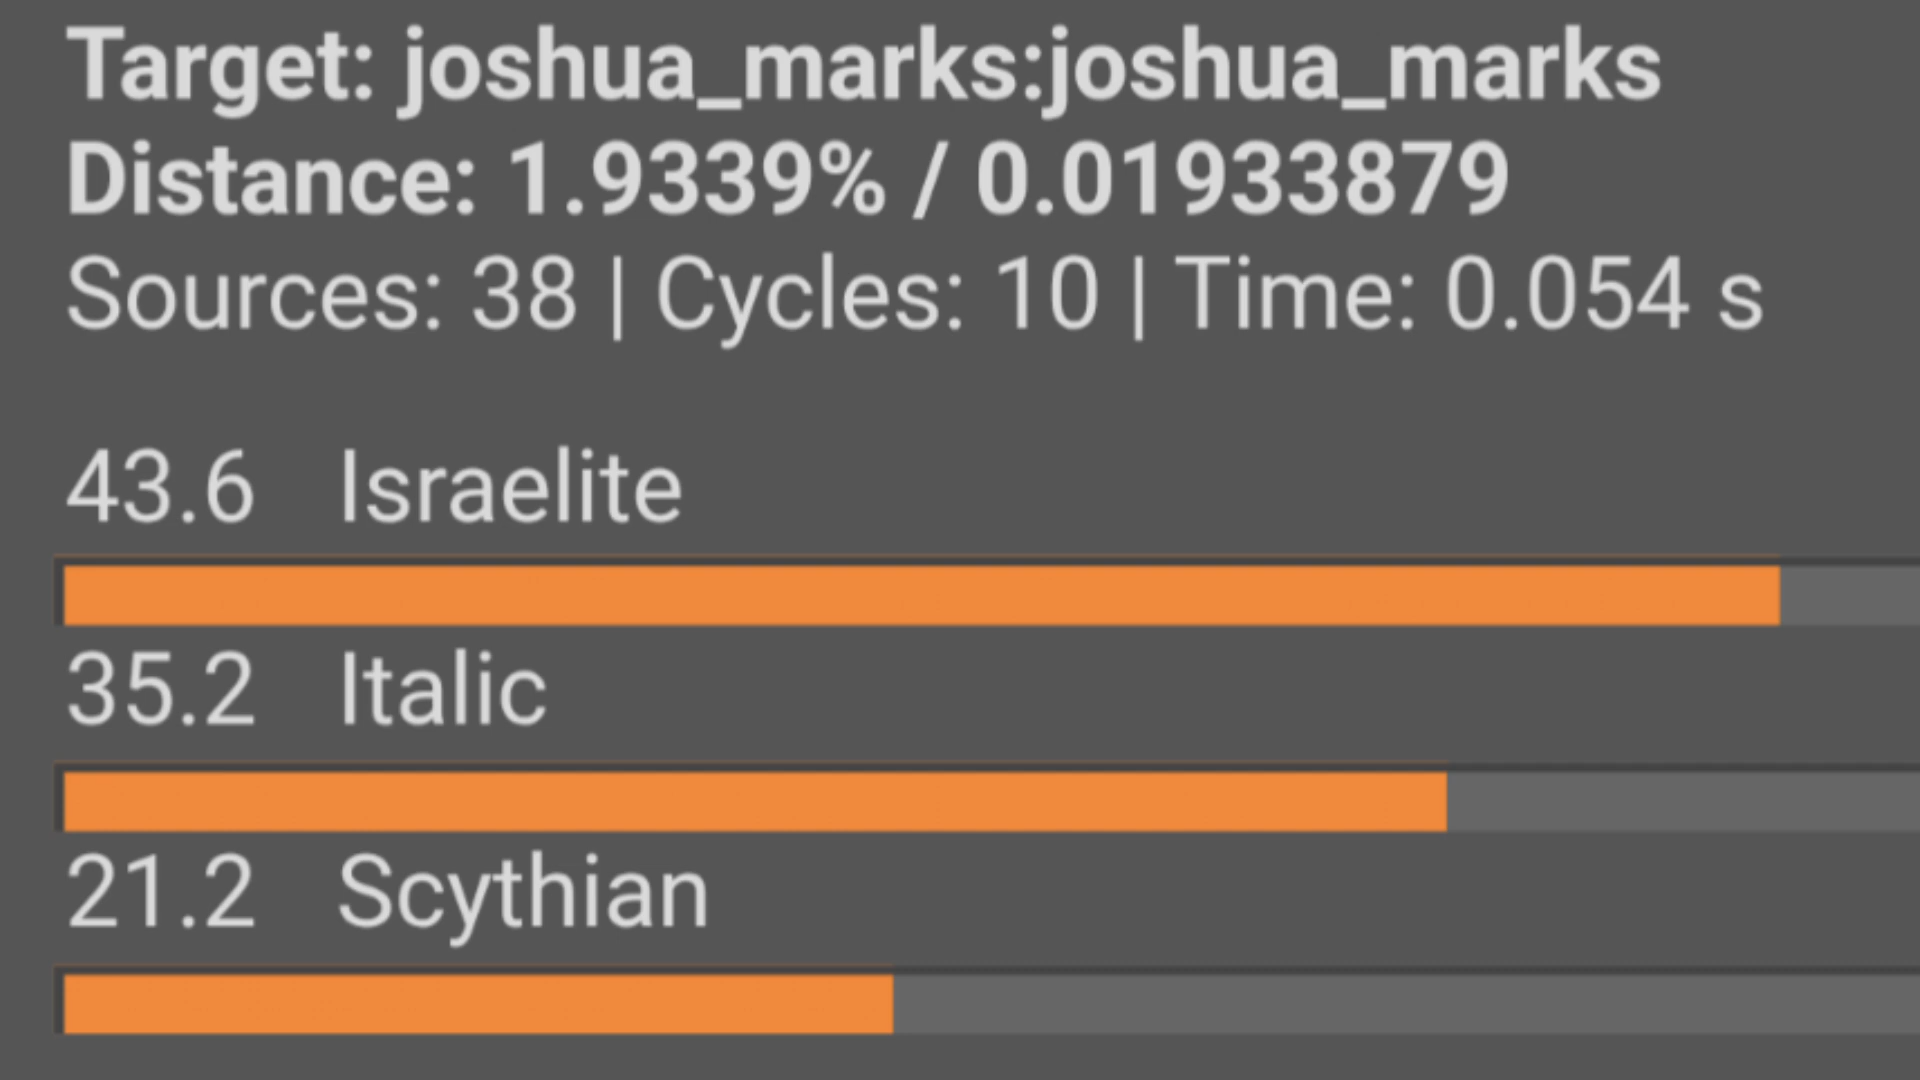 Target: joshua_marks:joshua_marks
Distance: 1.9339% / 0.01933879
Sources: 38 | Cycles: 10 | Time: 0.054 s
43.6 Israelite
35.2 Italic
21.2 Scythian